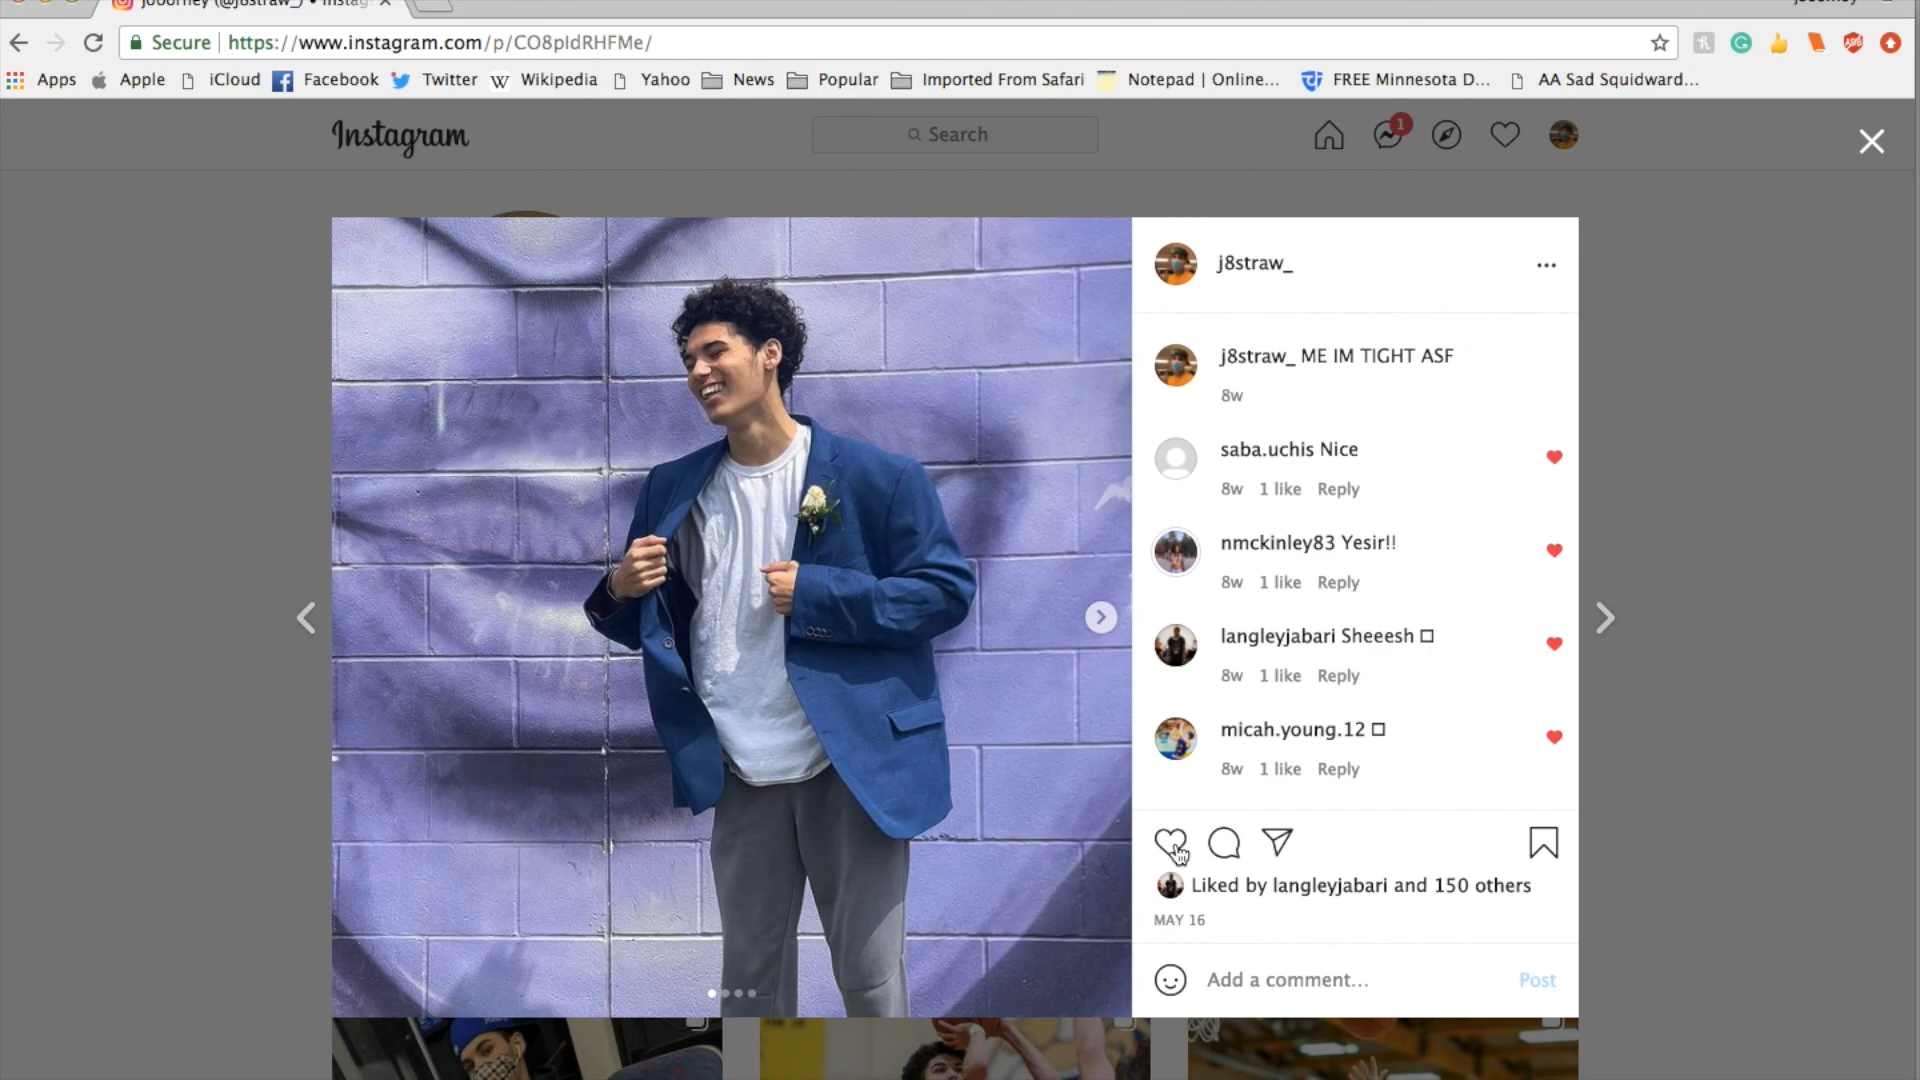 Secure https://www.instagram.com/p/CO8pIdRHFMe/
Apps Apple iCloud Facebook Twitter Wikipedia Yahoo News Popular Imported From Safari Notepad | Online... FREE Minnesota D... AA Sad Squidward...
Instagram
Search
1
j8straw_
j8straw_ ME IM TIGHT ASF
8w
saba.uchis Nice
8w 1 like Reply
nmckinley83 Yesir!!
8w 1 like Reply
langleyjabari Sheeesh
8w 1 like Reply
micah.young.12
8w 1 like Reply
Liked by langleyjabari and 150 others
MAY 16
Add a comment...
Post